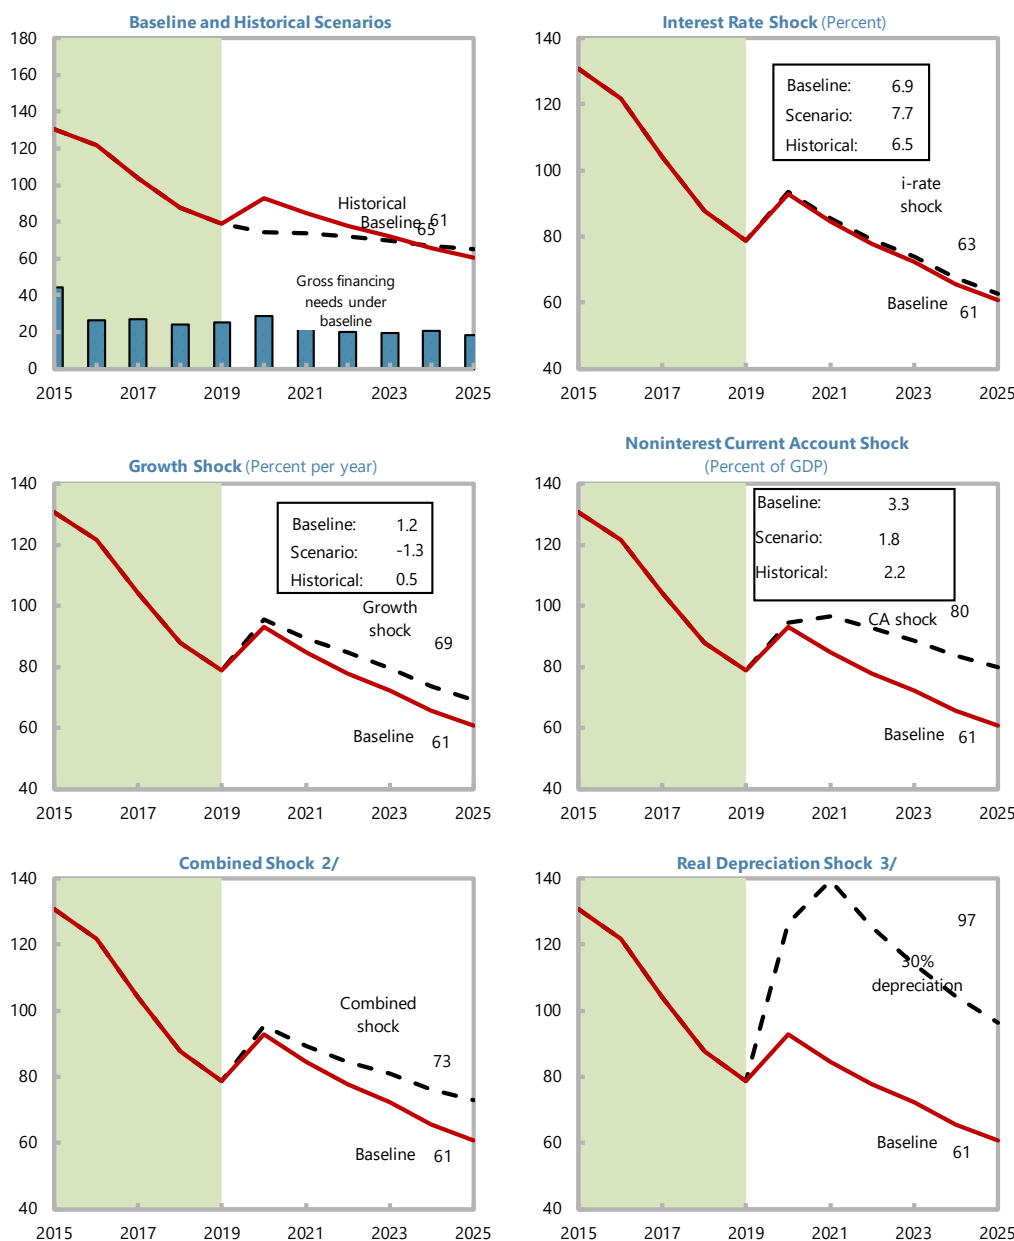 Baseline and Historical Scenarios
180
160
140
120
100
80
60
40
20
0
Historical
Baseline 61
65
Gross financing
needs under
baseline
2015 2017 2019 2021 2023 2025
Interest Rate Shock (Percent)
140
120
100
80
60
40
Baseline: 6.9
Scenario: 7.7
Historical: 6.5
i-rate
shock
63
Baseline 61
2015 2017 2019 2021 2023 2025
Growth Shock (Percent per year)
140
120
100
80
60
40
Baseline: 1.2
Scenario: -1.3
Historical: 0.5
Growth
shock
69
Baseline 61
2015 2017 2019 2021 2023 2025
Noninterest Current Account Shock
(Percent of GDP)
140
120
100
80
60
40
Baseline: 3.3
Scenario: 1.8
Historical: 2.2
80
CA shock
Baseline 61
2015 2017 2019 2021 2023 2025
Combined Shock 2/
140
120
100
80
60
40
Combined
shock
73
Baseline 61
2015 2017 2019 2021 2023 2025
Real Depreciation Shock 3/
140
120
100
80
60
40
97
30%
depreciation
Baseline 61
2015 2017 2019 2021 2023 2025